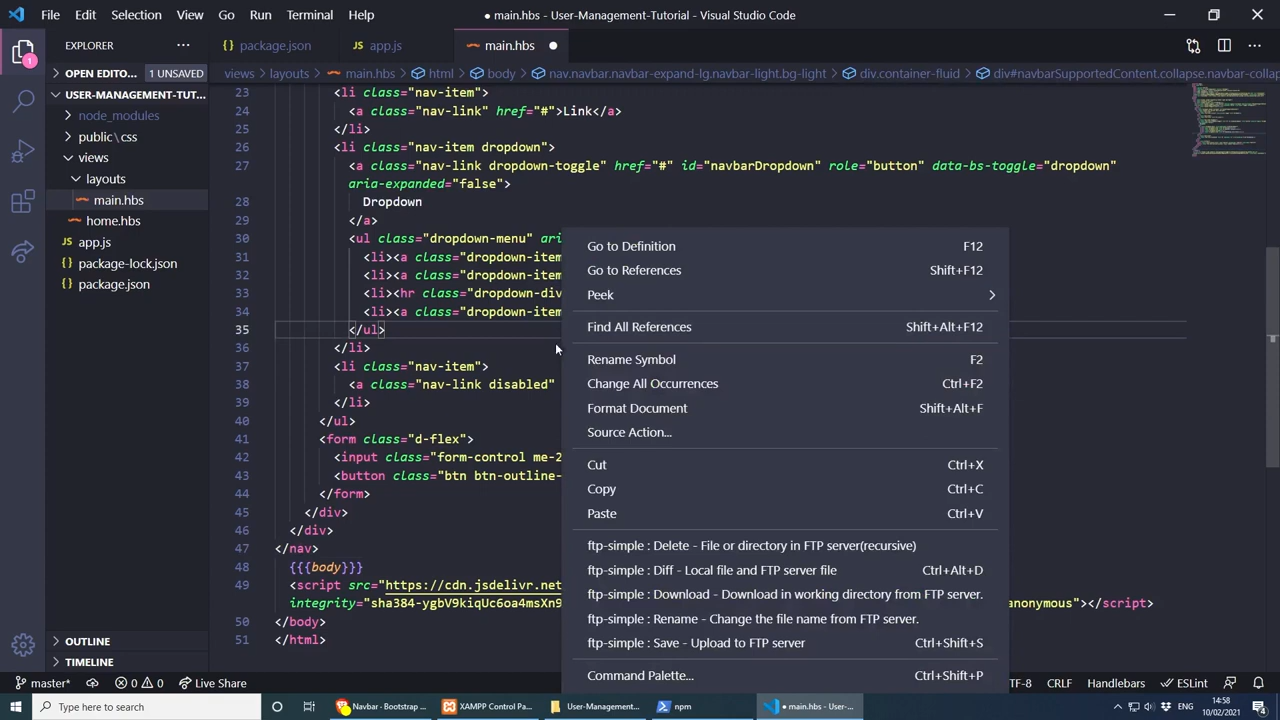 File Edit Selection View Go Run Terminal Help
● main.hbs - User-Management-Tutorial - Visual Studio Code
EXPLORER
package.json
app.js
main.hbs
OPEN EDITO... 1 UNSAVED
views > layouts > main.hbs > html > body > nav.navbar.navbar-expand-lg.navbar-light.bg-light > div.container-fluid > div#navbarSupportedContent.collapse.navbar-collap
USER-MANAGEMENT-TUT...
node_modules
public\css
views
layouts
main.hbs
home.hbs
app.js
package-lock.json
package.json
23 <li class="nav-item">
24 <a class="nav-link" href="#">Link</a>
25 </li>
26 <li class="nav-item dropdown">
27 <a class="nav-link dropdown-toggle" href="#" id="navbarDropdown" role="button" data-bs-toggle="dropdown"
aria-expanded="false">
28 Dropdown
29 </a>
30 <ul class="dropdown-menu" ari
31 <li><a class="dropdown-item
32 <li><a class="dropdown-item
33 <li><hr class="dropdown-div
34 <li><a class="dropdown-item
35 </ul>
36 </li>
37 <li class="nav-item">
38 <a class="nav-link disabled"
39 </li>
40 </ul>
41 <form class="d-flex">
42 <input class="form-control me-2
43 <button class="btn btn-outline-
44 </form>
45 </div>
46 </div>
47 </nav>
48 {{{body}}}
49 <script src="https://cdn.jsdelivr.net
integrity="sha384-ygbV9kiqUc6oa4msXn9 anonymous"></script>
50 </body>
51 </html>
Go to Definition F12
Go to References Shift+F12
Peek
Find All References Shift+Alt+F12
Rename Symbol F2
Change All Occurrences Ctrl+F2
Format Document Shift+Alt+F
Source Action...
Cut Ctrl+X
Copy Ctrl+C
Paste Ctrl+V
ftp-simple : Delete - File or directory in FTP server(recursive)
ftp-simple : Diff - Local file and FTP server file Ctrl+Alt+D
ftp-simple : Download - Download in working directory from FTP server.
ftp-simple : Rename - Change the file name from FTP server.
ftp-simple : Save - Upload to FTP server Ctrl+Shift+S
Command Palette... Ctrl+Shift+P
OUTLINE
TIMELINE
master* 0 0 Live Share
TF-8 CRLF Handlebars ESLint
Type here to search
Navbar · Bootstrap ...
XAMPP Control Pa...
User-Management...
npm
● main.hbs - User-...
ENG
14:58
10/02/2021